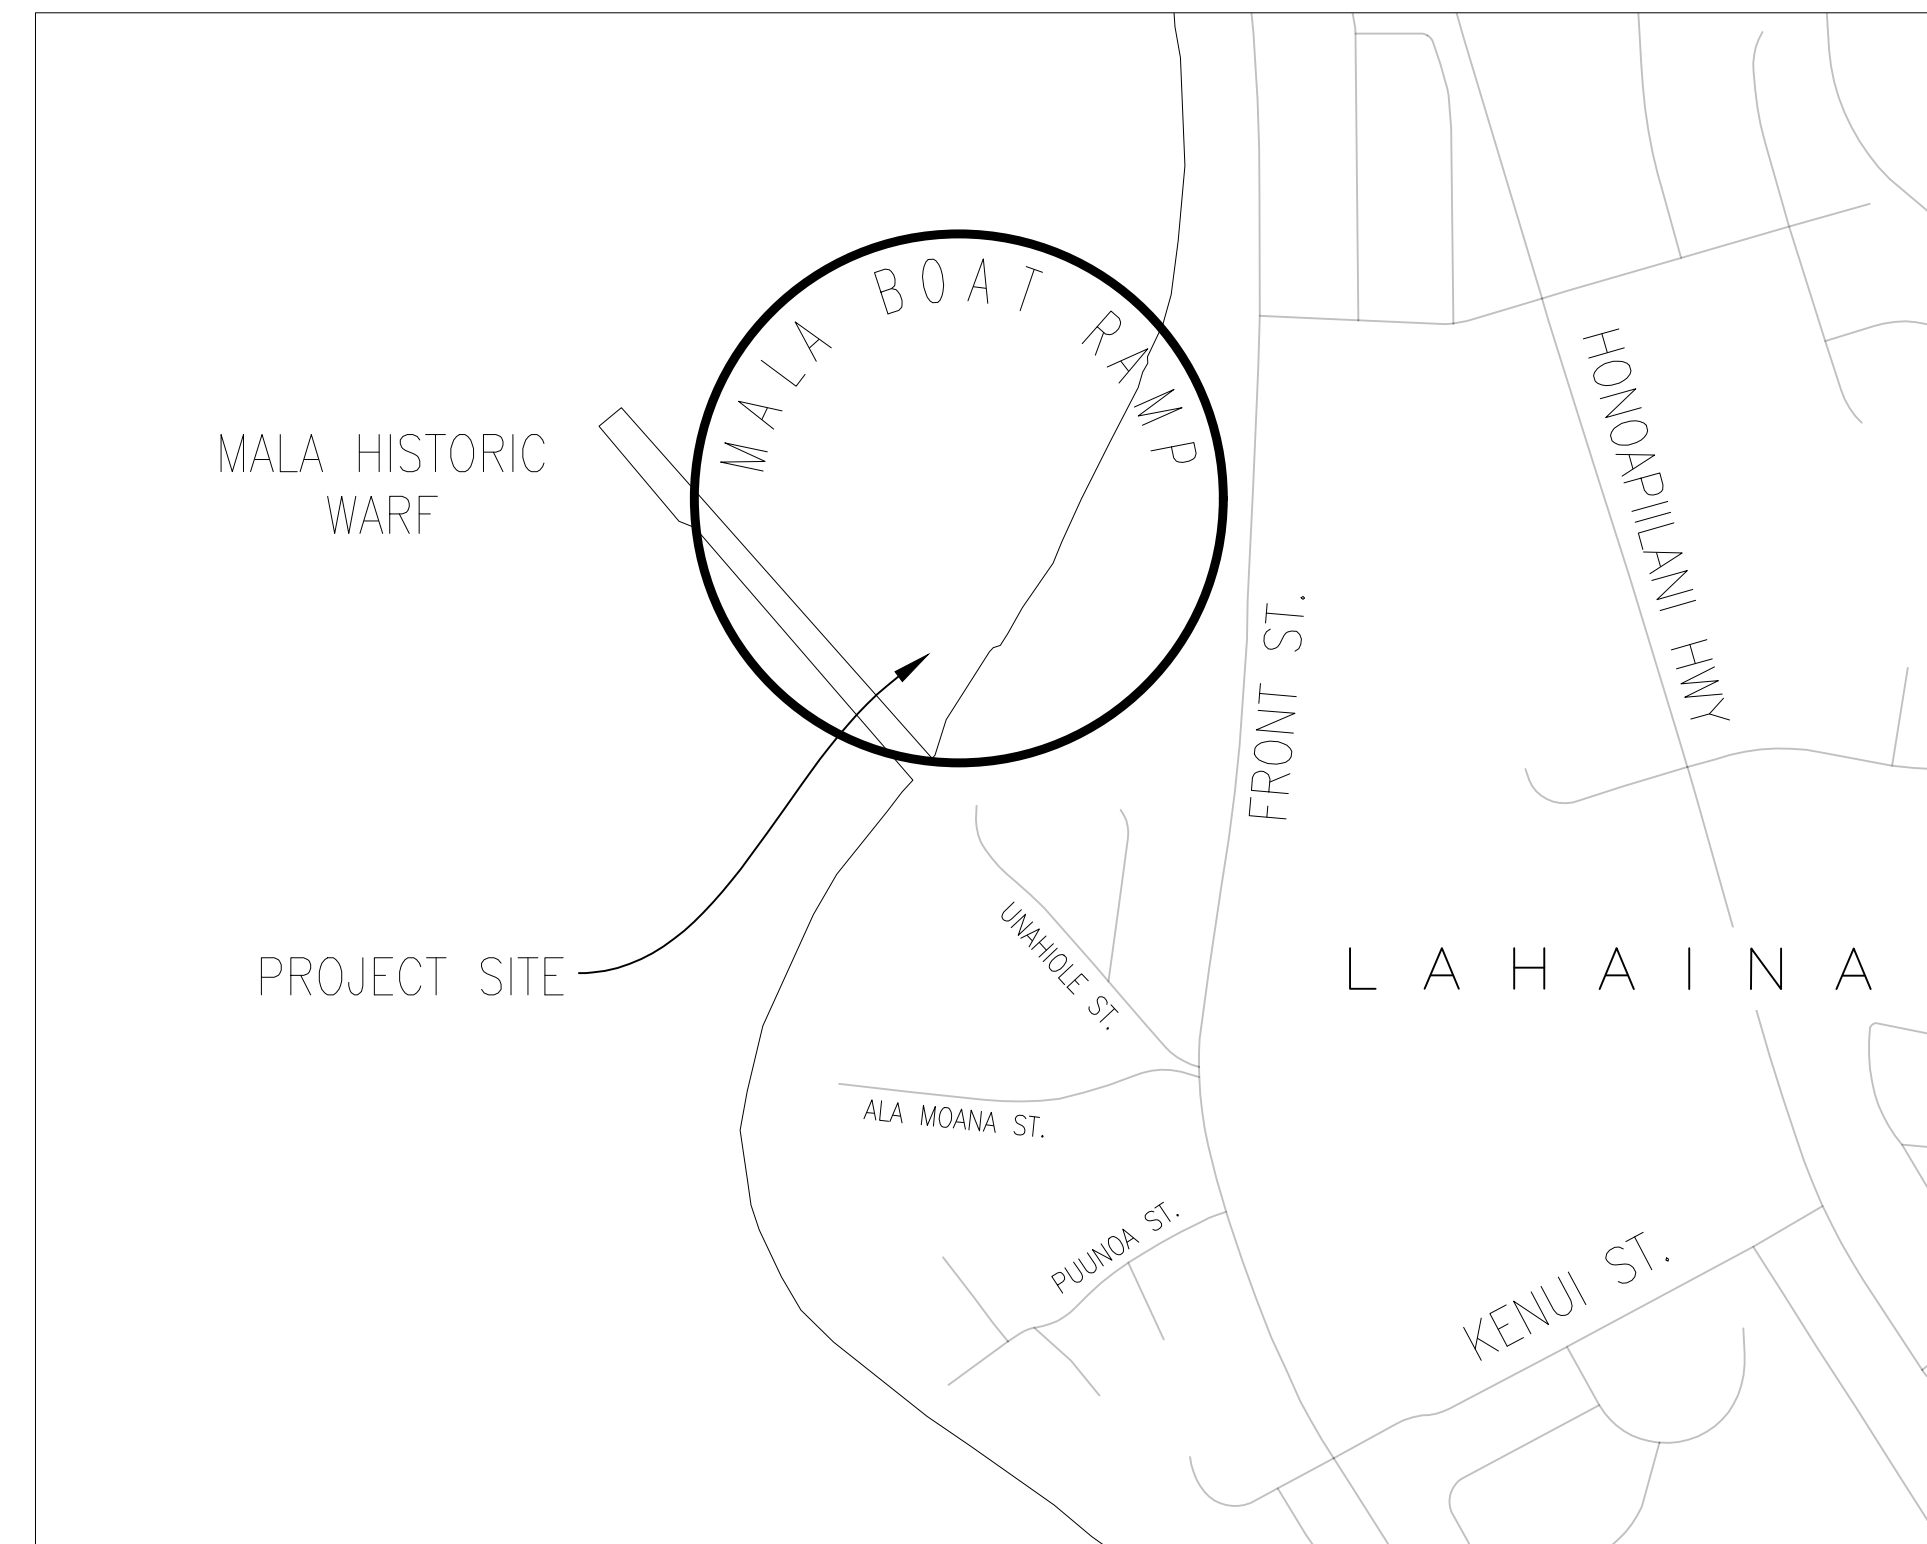 MALA BOAT RAMP
MALA HISTORIC
WARF
HONOAPIILANI HWY
FRONT ST.
PROJECT SITE
UNAHIOLE ST.
LAHAINA
ALA MOANA ST.
PUUNOA ST.
KENUI ST.